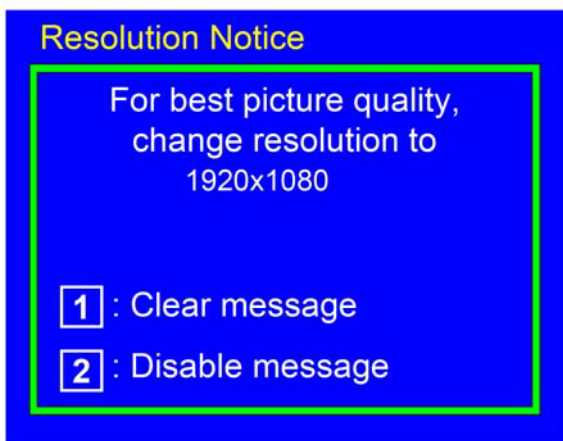 Resolution Notice
For best picture quality,
change resolution to
1920x1080
1 : Clear message
2 : Disable message